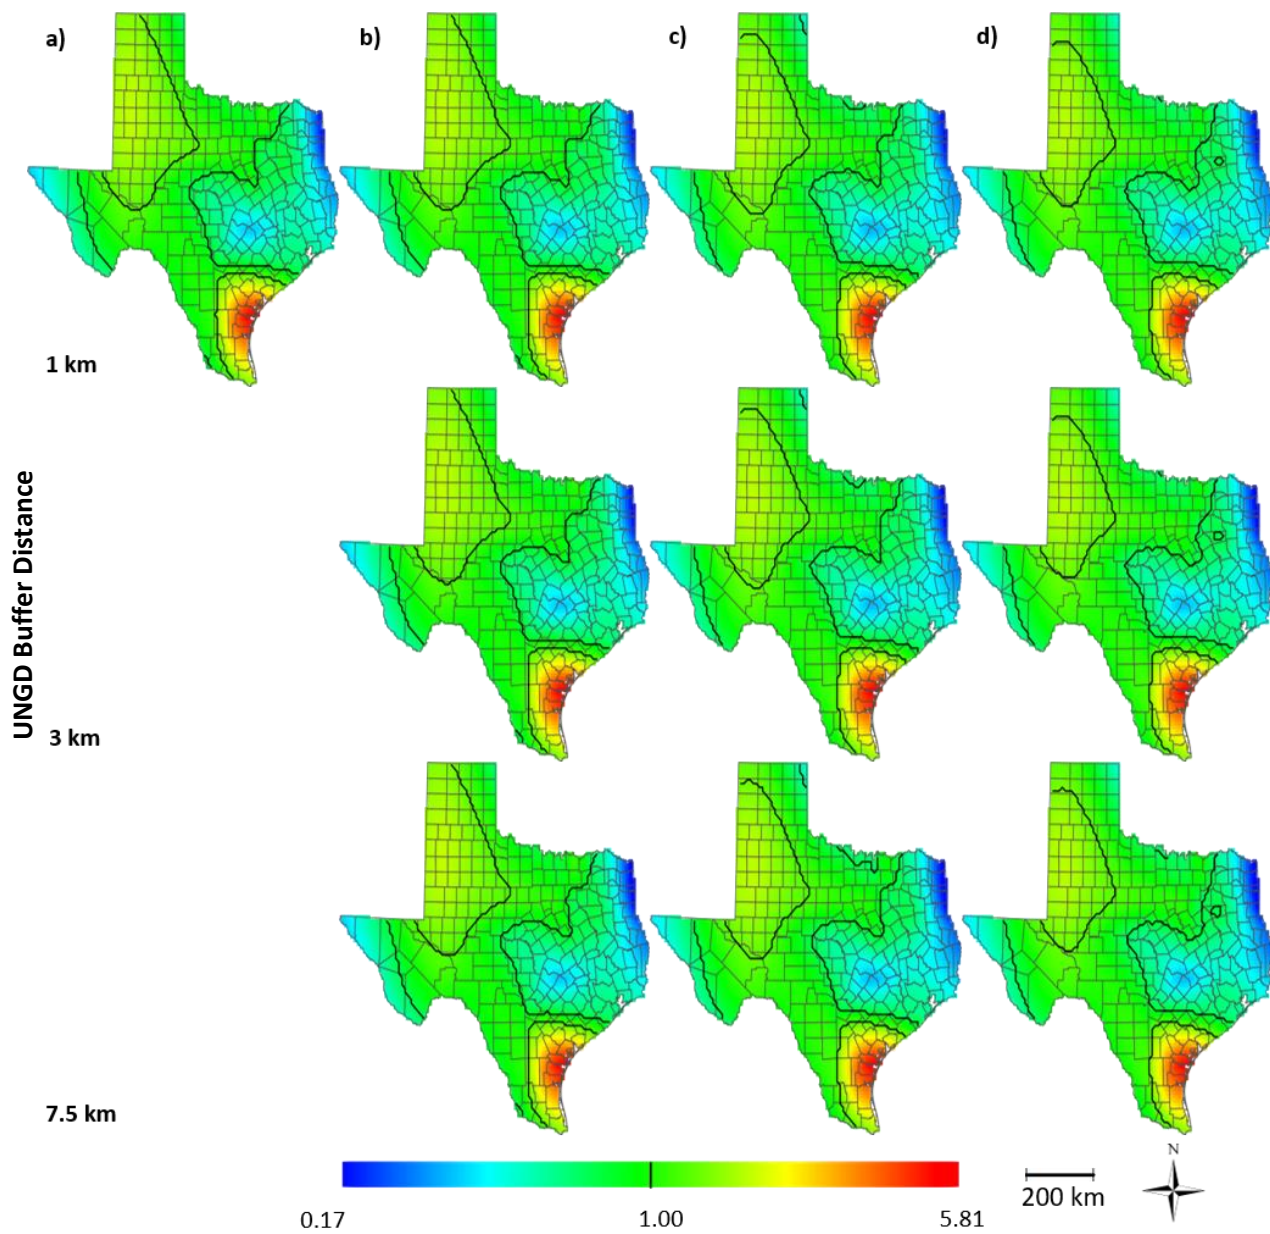 a)
b)
c)
d)
1 km
UNGD Buffer Distance
3 km
7.5 km
N
0.17
1.00
5.81
200 km